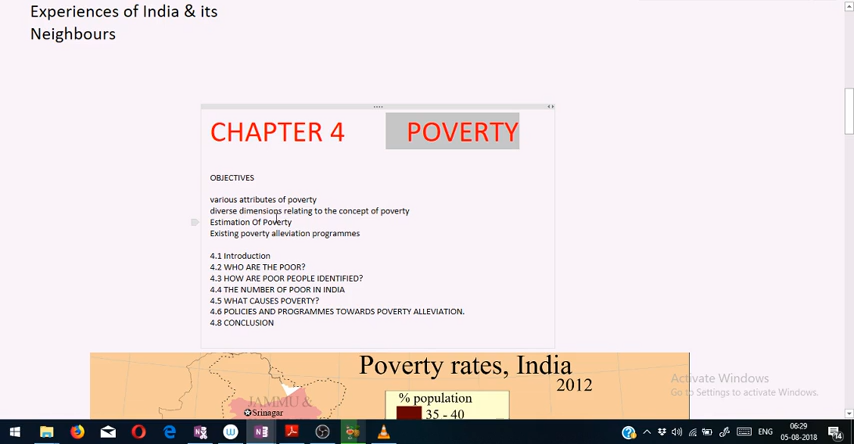 Experiences of India & its
Neighbours
CHAPTER 4 POVERTY
OBJECTIVES
various attributes of poverty
diverse dimensions relating to the concept of poverty
Estimation Of Poverty
Existing poverty alleviation programmes
4.1 Introduction
4.2 WHO ARE THE POOR?
4.3 HOW ARE POOR PEOPLE IDENTIFIED?
4.4 THE NUMBER OF POOR IN INDIA
4.5 WHAT CAUSES POVERTY?
4.6 POLICIES AND PROGRAMMES TOWARDS POVERTY ALLEVIATION.
4.8 CONCLUSION
Poverty rates, India
2012
% population
35 - 40
JAMMU &
Srinagar
Activate Windows
Go to Settings to activate Windows.
ENG
06:29
05-08-2018
14